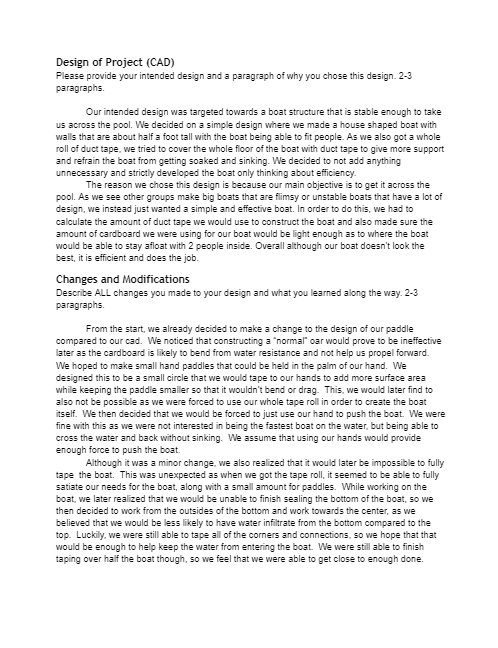 Design of Project (CAD)
Please provide your intended design and a paragraph of why you chose this design. 2-3
paragraphs.
Our intended design was targeted towards a boat structure that is stable enough to take
us across the pool. We decided on a simple design where we made a house shaped boat with
walls that are about half a foot tall with the boat being able to fit people. As we also got a whole
roll of duct tape, we tried to cover the whole floor of the boat with duct tape to give more support
and refrain the boat from getting soaked and sinking. We decided to not add anything
unnecessary and strictly developed the boat only thinking about efficiency.
The reason we chose this design is because our main objective is to get it across the
pool. As we see other groups make big boats that are flimsy or unstable boats that have a lot of
design, we instead just wanted a simple and effective boat. In order to do this, we had to
calculate the amount of duct tape we would use to construct the boat and also made sure the
amount of cardboard we were using for our boat would be light enough as to where the boat
would be able to stay afloat with 2 people inside. Overall although our boat doesn't look the
best, it is efficient and does the job.
Changes and Modifications
Describe ALL changes you made to your design and what you learned along the way. 2-3
paragraphs.
From the start, we already decided to make a change to the design of our paddle
compared to our cad. We noticed that constructing a "normal" oar would prove to be ineffective
later as the cardboard is likely to bend from water resistance and not help us propel forward.
We hoped to make small hand paddles that could be held in the palm of our hand. We
designed this to be a small circle that we would tape to our hands to add more surface area
while keeping the paddle smaller so that it wouldn't bend or drag. This, we would later find to
also not be possible as we were forced to use our whole tape roll in order to create the boat
itself. We then decided that we would be forced to just use our hand to push the boat. We were
fine with this as we were not interested in being the fastest boat on the water, but being able to
cross the water and back without sinking. We assume that using our hands would provide
enough force to push the boat.
Although it was a minor change, we also realized that it would later be impossible to fully
tape the boat. This was unexpected as when we got the tape roll, it seemed to be able to fully
satiate our needs for the boat, along with a small amount for paddles. While working on the
boat, we later realized that we would be unable to finish sealing the bottom of the boat, so we
then decided to work from the outsides of the bottom and work towards the center, as we
believed that we would be less likely to have water infiltrate from the bottom compared to the
top. Luckily, we were still able to tape all of the corners and connections, so we hope that that
would be enough to help keep the water from entering the boat. We were still able to finish
taping over half the boat though, so we feel that we were able to get close to enough done.